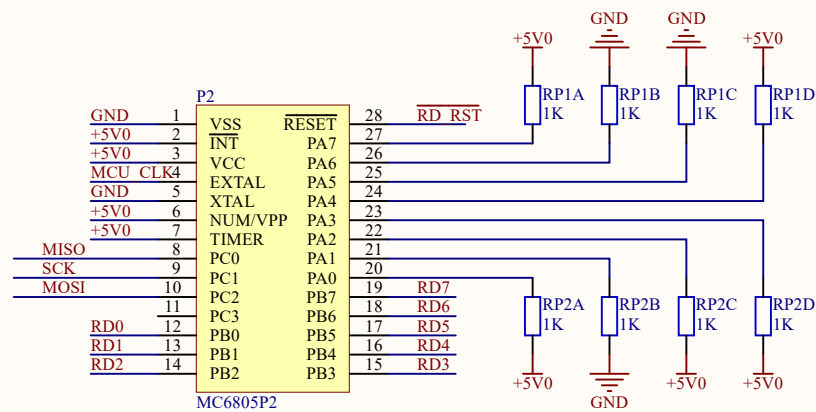 GND GND
+5V0 +5V0
P2
RP1A RP1B RP1C RP1D
1K 1K 1K 1K
GND 1 VSS RESET 28 RD_RST
+5V0 2 INT PA7 27
+5V0 3 VCC PA6 26
MCU_CLK 4 EXTAL PA5 25
GND 5 XTAL PA4 24
+5V0 6 NUM/VPP PA3 23
+5V0 7 TIMER PA2 22
MISO 8 PC0 PA1 21
SCK 9 PC1 PA0 20
MOSI 10 PC2 PB7 19 RD7
11 PC3 PB6 18 RD6
RP2A RP2B RP2C RP2D
1K 1K 1K 1K
RD0 12 PB0 PB5 17 RD5
RD1 13 PB1 PB4 16 RD4
RD2 14 PB2 PB3 15 RD3
+5V0 GND +5V0 +5V0
MC6805P2